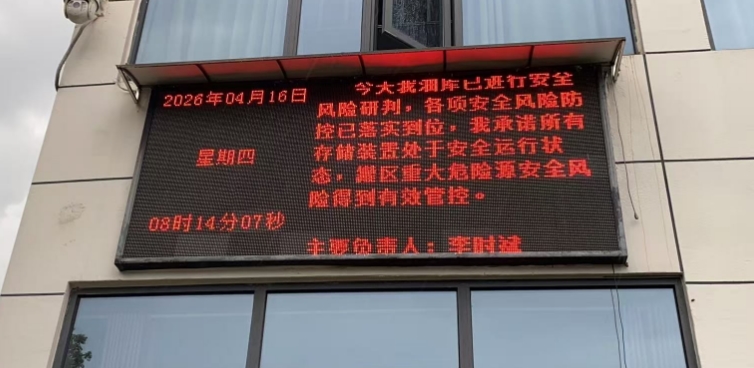 2026年04月16日
星期四
08时14分07秒
今天我油库已进行安全
风险研判，各项安全风险防
控已落实到位，我承诺所有
存储装置处于安全运行状
态，罐区重大危险源安全风
险得到有效管控。
主要负责人：李时斌